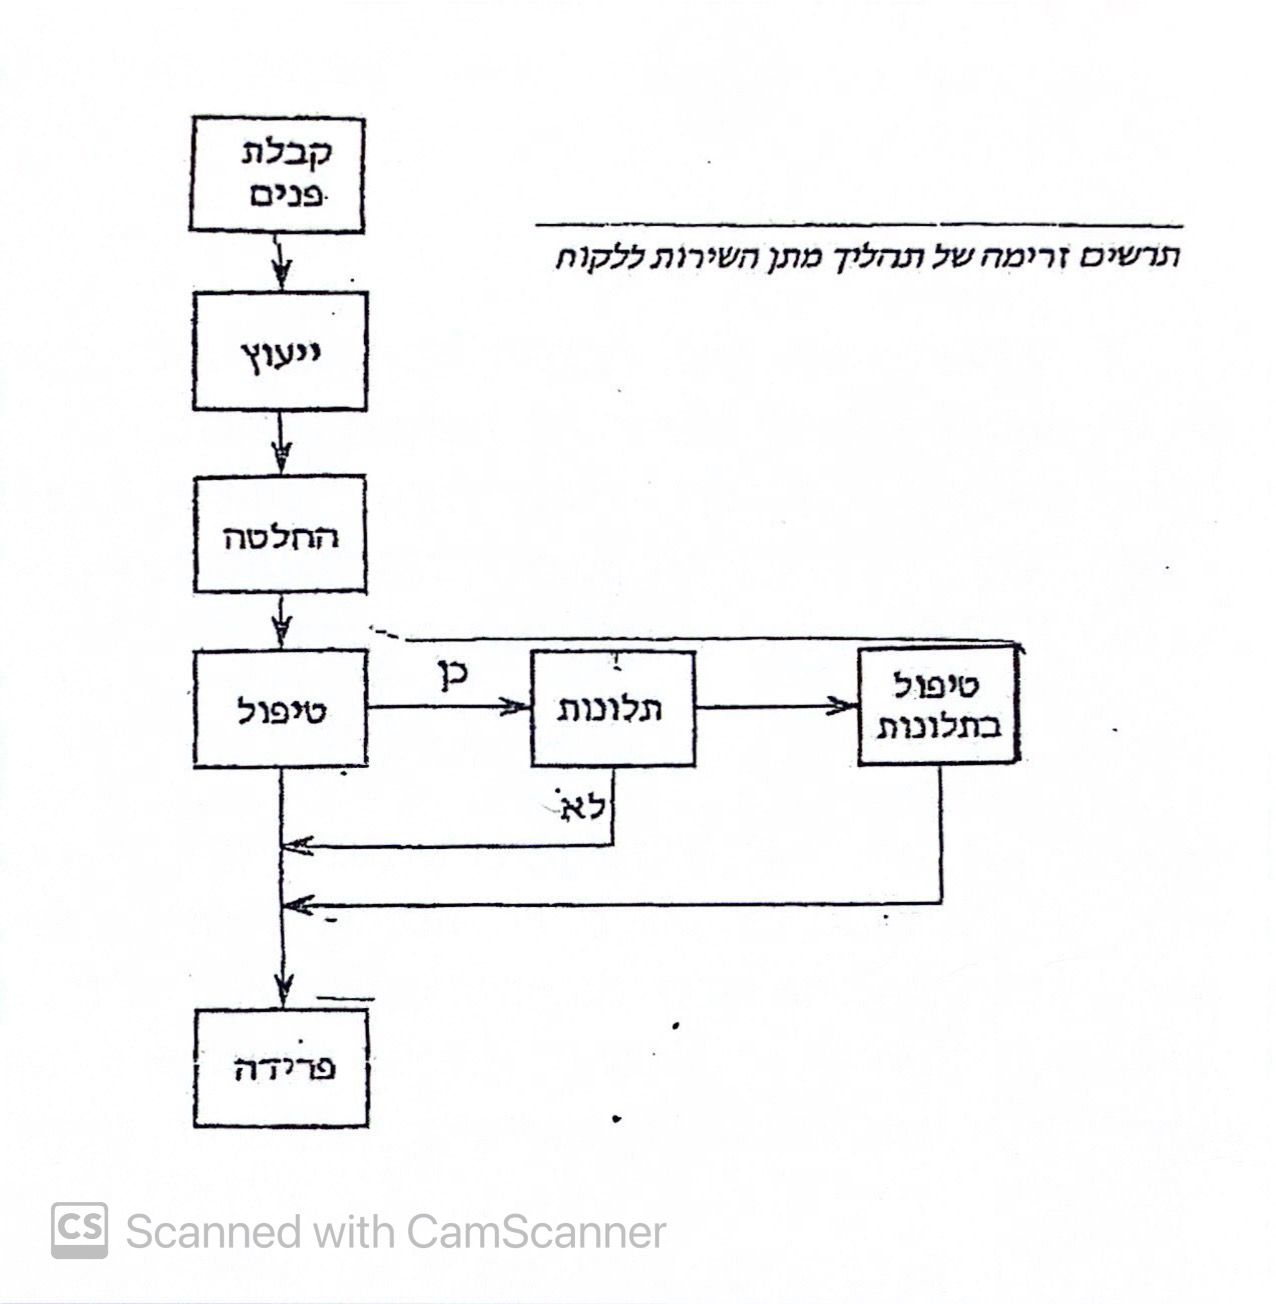 תרשים זרימה של תהליך מתן השירות ללקוח
קבלת
פנים
ייעוץ
החלטה
טיפול
כן
תלונות
לא
טיפול
בתלונות
פרידה
CS Scanned with CamScanner